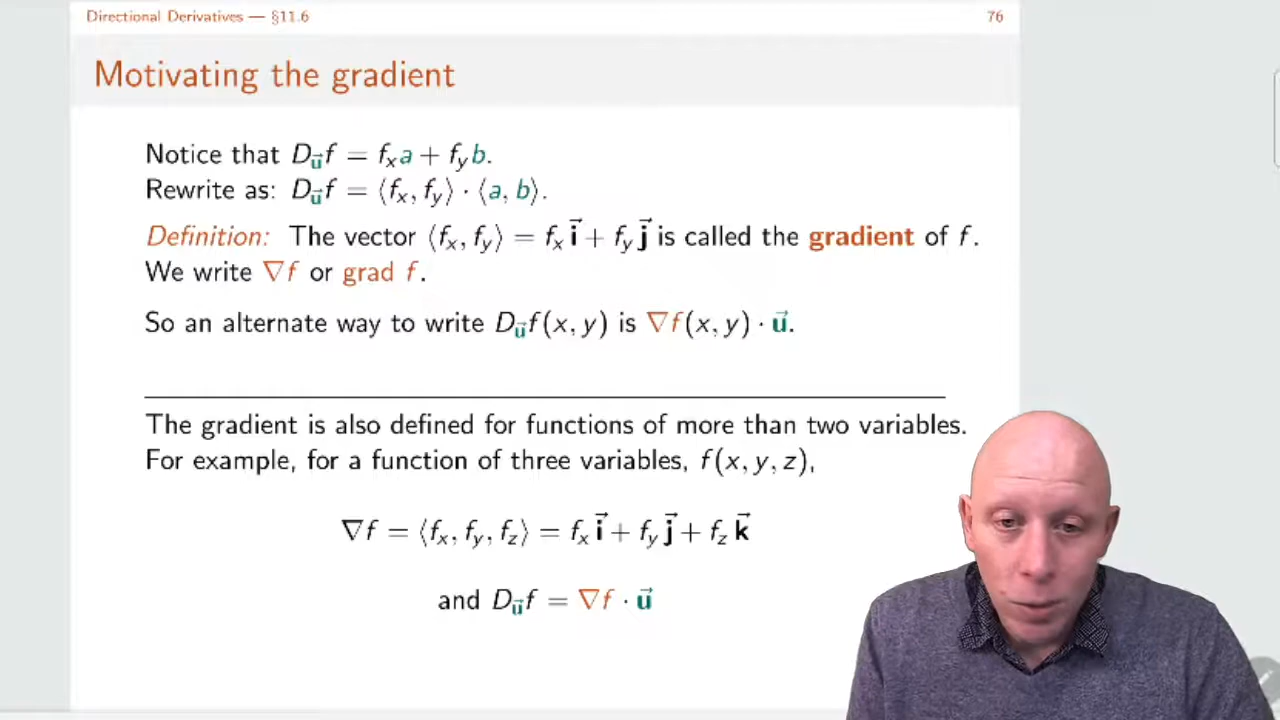 Directional Derivatives — §11.6 76
Motivating the gradient
Notice that D_u⃗ f = f_x a + f_y b.
Rewrite as: D_u⃗ f = ⟨f_x, f_y⟩ · ⟨a, b⟩.
Definition: The vector ⟨f_x, f_y⟩ = f_x i⃗ + f_y j⃗ is called the gradient of f.
We write ∇f or grad f.
So an alternate way to write D_u⃗ f(x, y) is ∇f(x, y) · u⃗.
The gradient is also defined for functions of more than two variables.
For example, for a function of three variables, f(x, y, z),
∇f = ⟨f_x, f_y, f_z⟩ = f_x i⃗ + f_y j⃗ + f_z k⃗
and D_u⃗ f = ∇f · u⃗